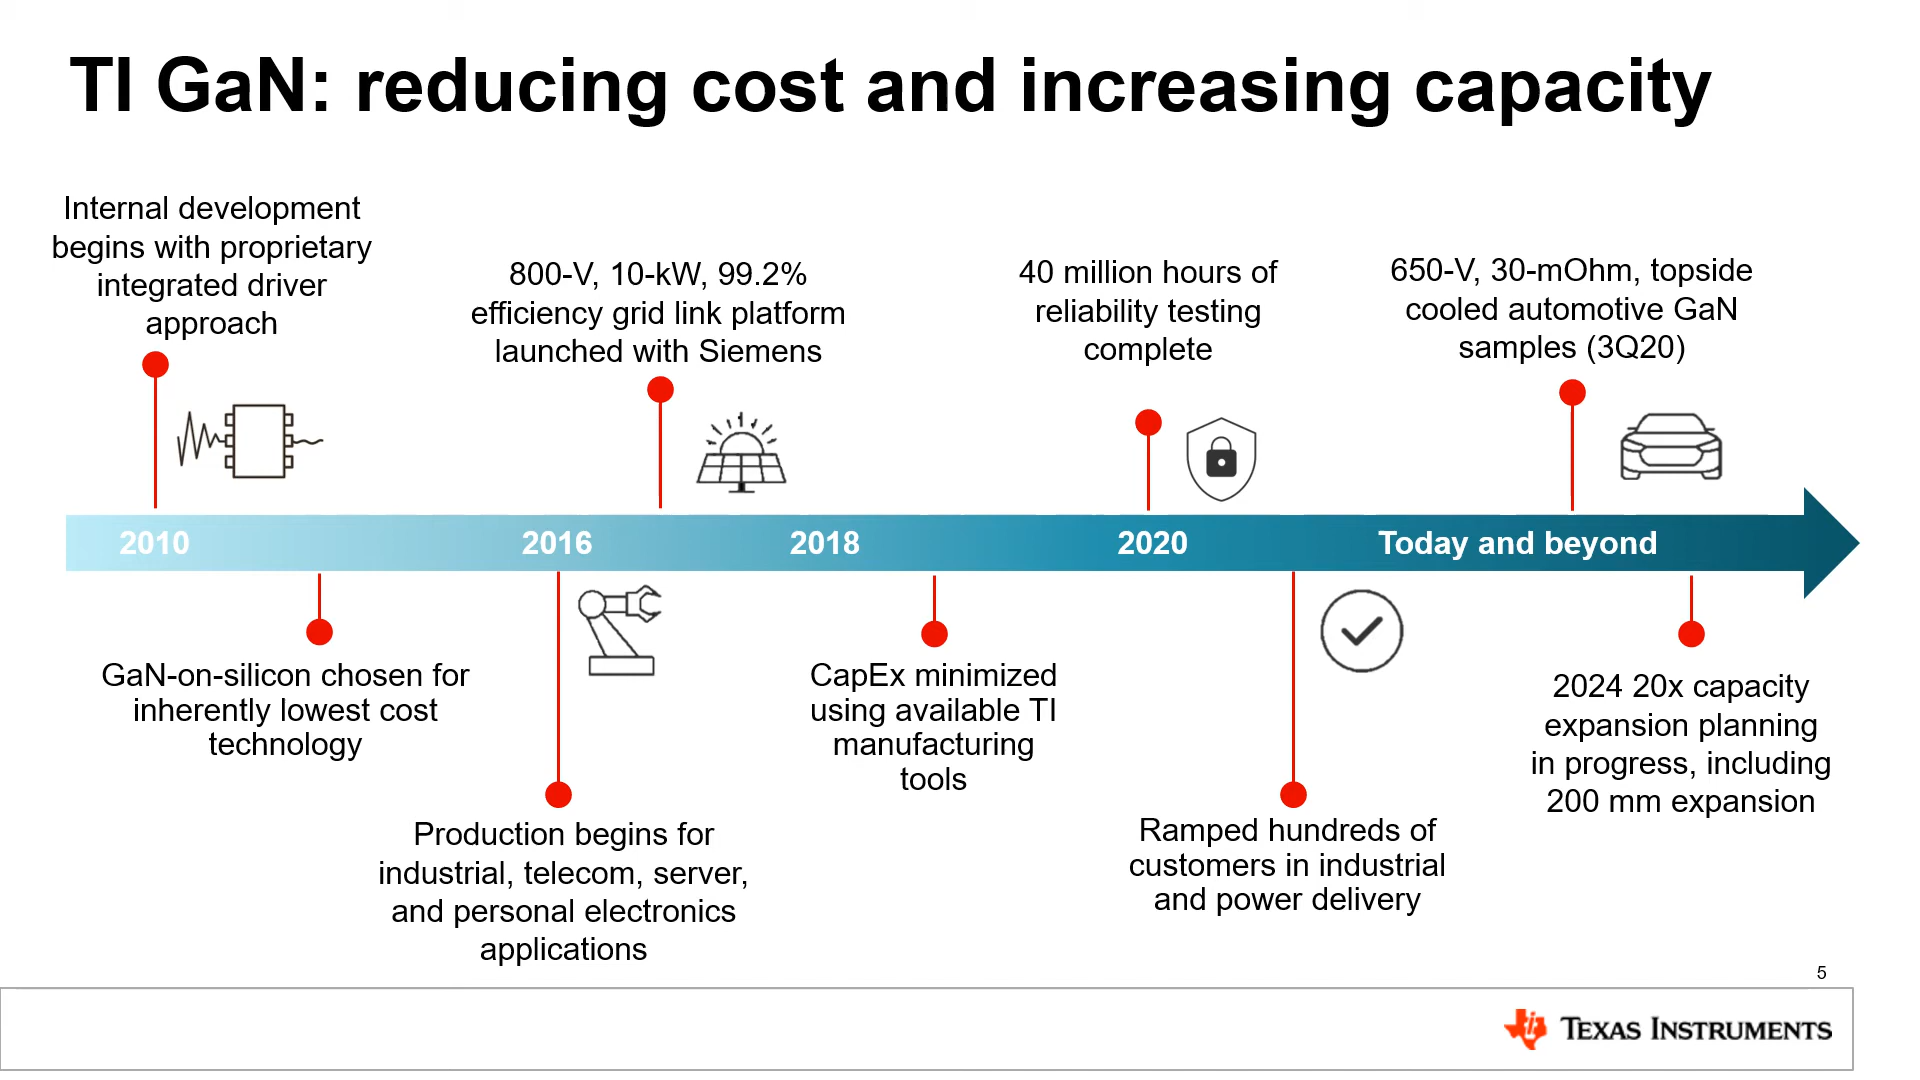 TI GaN: reducing cost and increasing capacity
Internal development
begins with proprietary
integrated driver
approach
800-V, 10-kW, 99.2%
efficiency grid link platform
launched with Siemens
40 million hours of
reliability testing
complete
650-V, 30-mOhm, topside
cooled automotive GaN
samples (3Q20)
2010
2016
2018
2020
Today and beyond
GaN-on-silicon chosen for
inherently lowest cost
technology
Production begins for
industrial, telecom, server,
and personal electronics
applications
CapEx minimized
using available TI
manufacturing
tools
Ramped hundreds of
customers in industrial
and power delivery
2024 20x capacity
expansion planning
in progress, including
200 mm expansion
5
TEXAS INSTRUMENTS